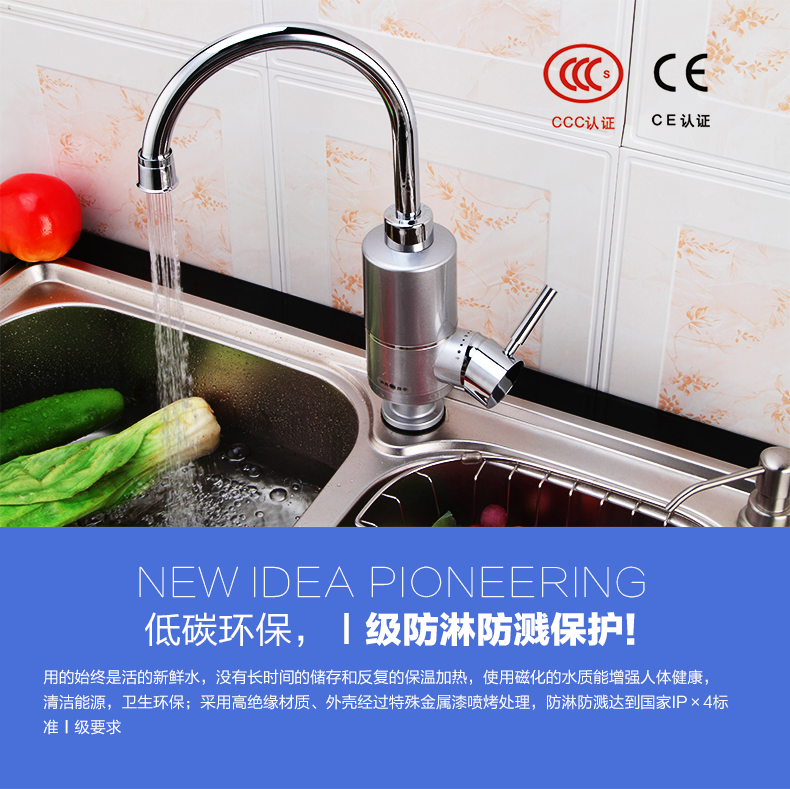 CCC S
CE
CCC认证
CE认证
NEW IDEA PIONEERING
低碳环保，Ⅰ级防淋防溅保护!
用的始终是活的新鲜水，没有长时间的储存和反复的保温加热，使用磁化的水质能增强人体健康，
清洁能源，卫生环保；采用高绝缘材质、外壳经过特殊金属漆喷烤处理，防淋防溅达到国家IP×4标
准Ⅰ级要求